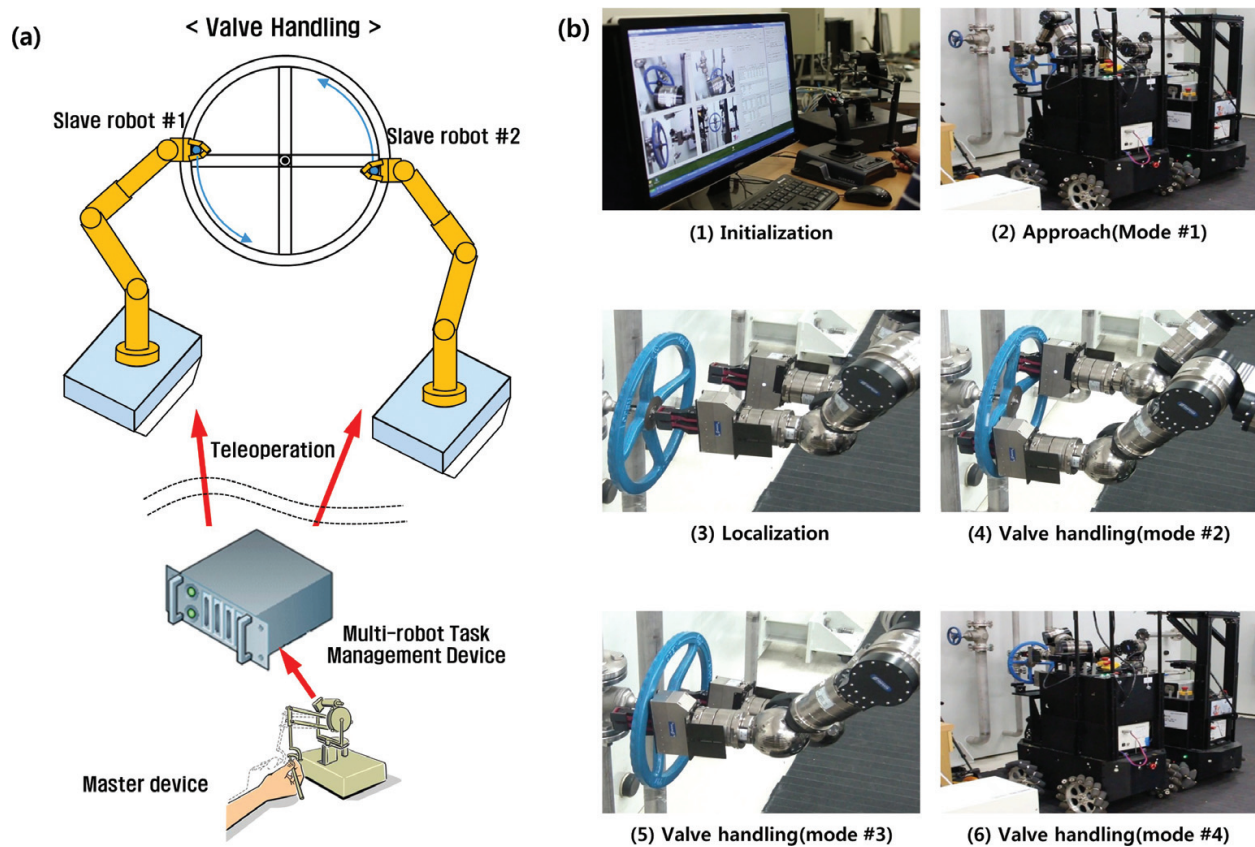 (a)
< Valve Handling >
Slave robot #1
Slave robot #2
Teleoperation
Multi-robot Task
Management Device
Master device
(b)
(1) Initialization
(2) Approach(Mode #1)
(3) Localization
(4) Valve handling(mode #2)
(5) Valve handling(mode #3)
(6) Valve handling(mode #4)